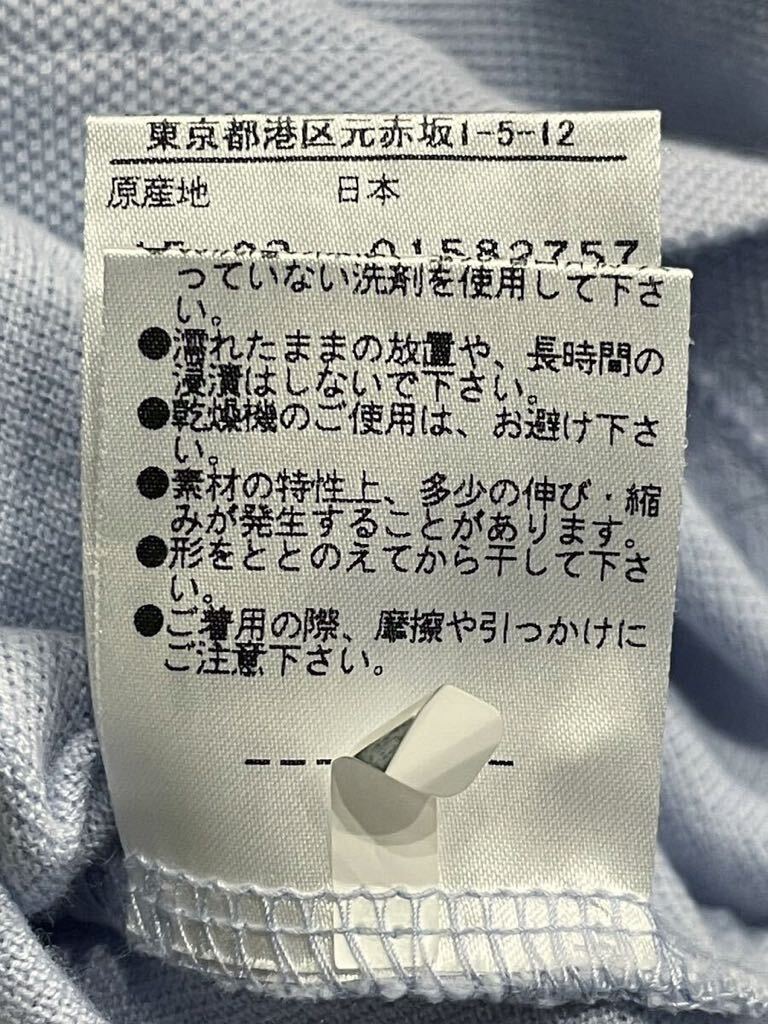 東京都港区元赤坂1-5-12
原産地 日本
01582757
っていない洗剤を使用して下さ
い。
●濡れたままの放置や、長時間の
浸漬はしないで下さい。
●乾燥機のご使用は、お避け下さ
い。
●素材の特性上、多少の伸び・縮
みが発生することがあります。
●形をととのえてから干して下さ
い。
●ご着用の際、摩擦や引つかけに
ご注意下さい。